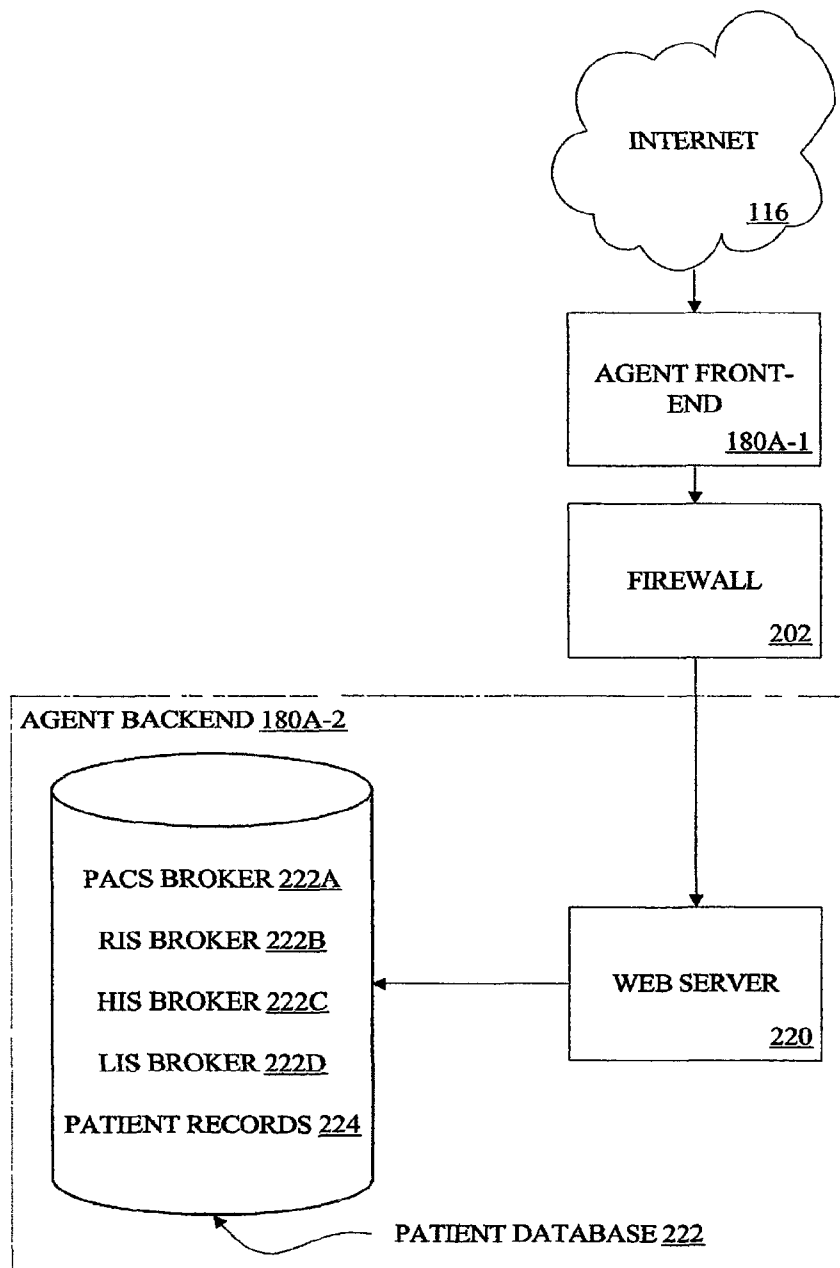 INTERNET
116
AGENT FRONT-
END
180A-1
FIREWALL
202
AGENT BACKEND 180A-2
PACS BROKER 222A
RIS BROKER 222B
HIS BROKER 222C
LIS BROKER 222D
PATIENT RECORDS 224
WEB SERVER
220
PATIENT DATABASE 222